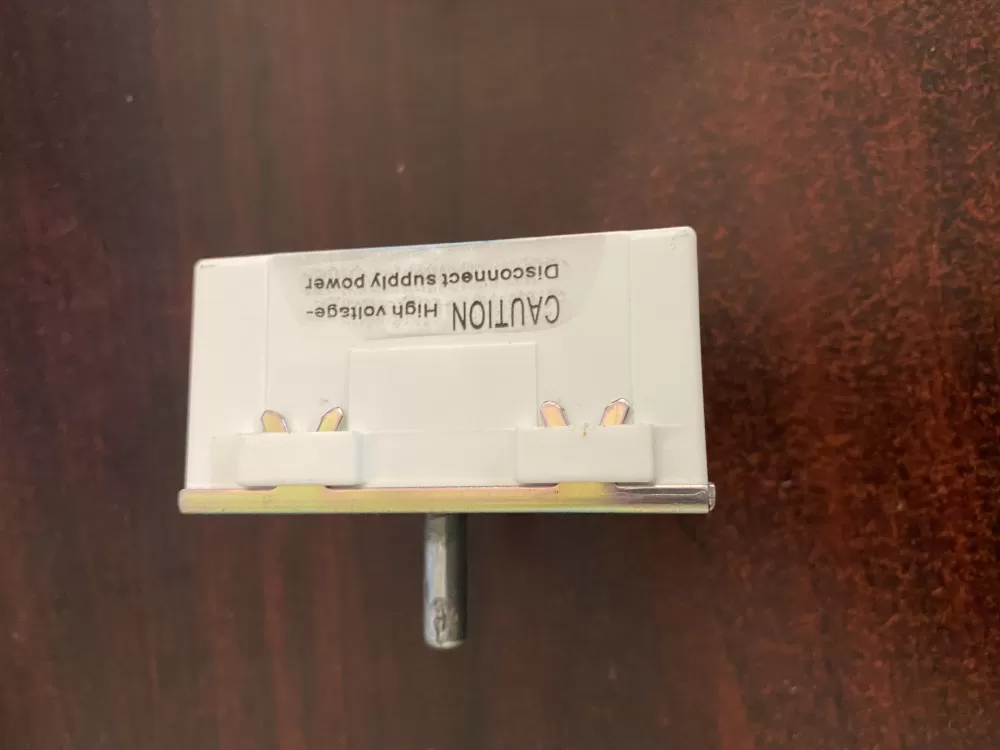 CAUTION High voltage-
Disconnect supply power